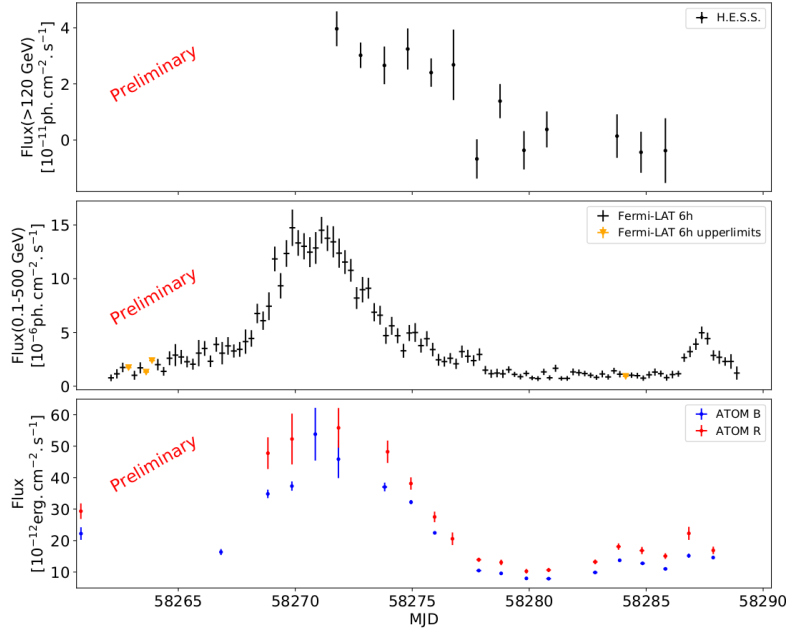 H.E.S.S.
Preliminary
Flux(>120 GeV)
[10⁻¹¹ph. cm⁻². s⁻¹]
4
2
0
Fermi-LAT 6h
Fermi-LAT 6h upperlimits
Preliminary
Flux(0.1-500 GeV)
[10⁻⁶ph. cm⁻². s⁻¹]
15
10
5
0
ATOM B
ATOM R
Preliminary
Flux
[10⁻¹²erg. cm⁻². s⁻¹]
60
50
40
30
20
10
58265 58270 58275 58280 58285 58290
MJD